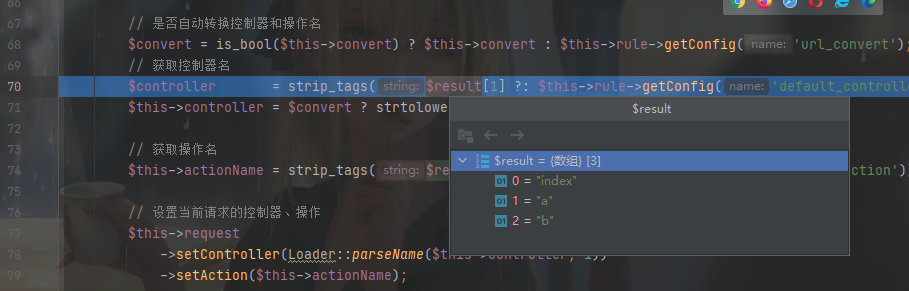 67 // 是否自动转换控制器和操作名
68 $convert = is_bool($this->convert) ? $this->convert : $this->rule->getConfig( name: 'url_convert');
69 // 获取控制器名
70 $controller = strip_tags( string: $result[1] ?: $this->rule->getConfig( name: 'default_controlle
71 $this->controller = $convert ? strtolowe
$result
72
73 // 获取操作名
$result = {数组} [3]
74 $this->actionName = strip_tags( string: $re ction')
0 = "index"
75
1 = "a"
76 // 设置当前请求的控制器、操作
2 = "b"
77 $this->request
78 ->setController(Loader::parseName($this->controller, 1))
79 ->setAction($this->actionName);